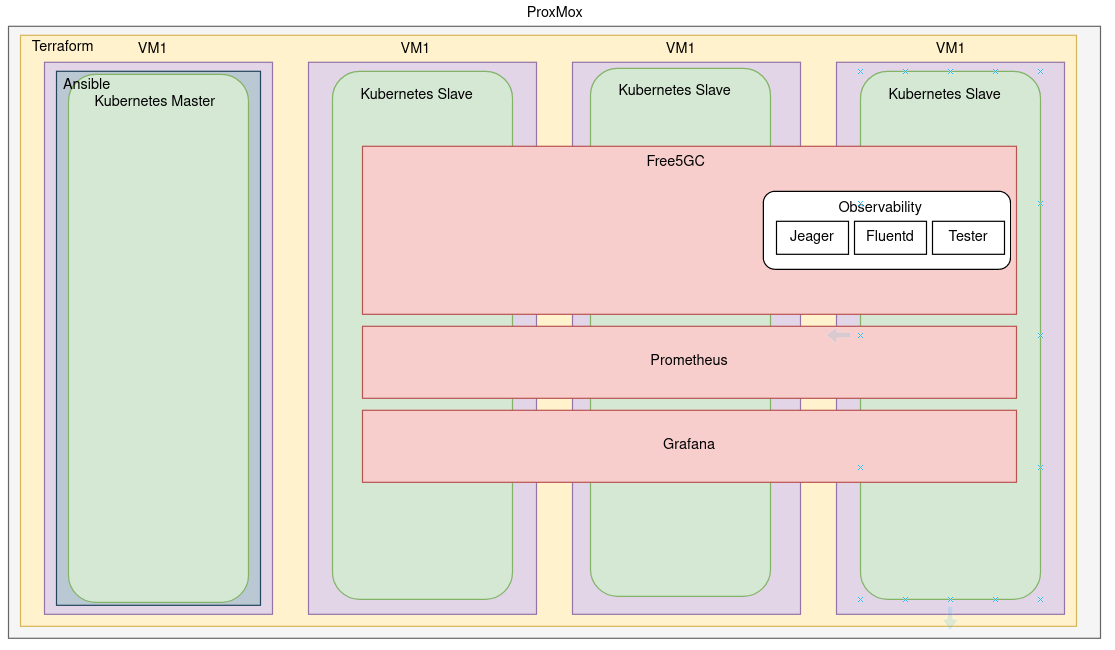 ProxMox
Terraform
VM1
VM1
VM1
VM1
Ansible
Kubernetes Master
Kubernetes Slave
Kubernetes Slave
Kubernetes Slave
Free5GC
Observability
Jeager
Fluentd
Tester
Prometheus
Grafana